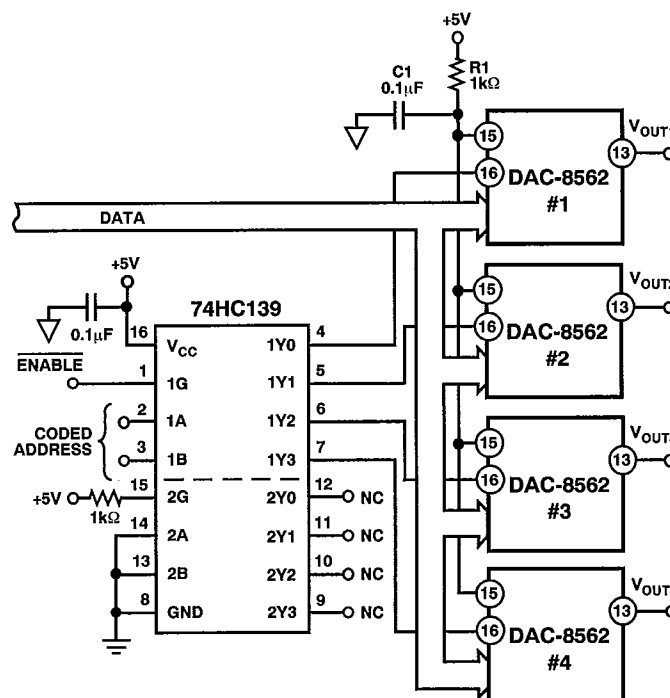 +5V
C1
0.1µF
R1
1kΩ
15
16
DAC-8562
#1
13
VOUT1
DATA
+5V
0.1µF
74HC139
15
16
DAC-8562
#2
13
VOUT2
16
VCC
1Y0
4
ENABLE
1
1G
1Y1
5
CODED
ADDRESS
2
1A
1Y2
6
3
1B
1Y3
7
15
16
DAC-8562
#3
13
VOUT
+5V
1kΩ
15
2G
2Y0
12
NC
14
2A
2Y1
11
NC
13
2B
2Y2
10
NC
8
GND
2Y3
9
NC
15
16
DAC-8562
#4
13
VOUT